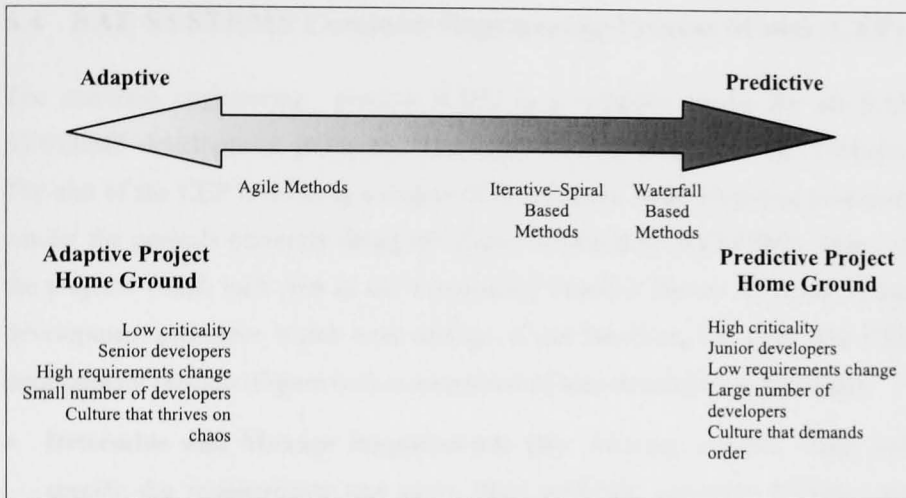 Adaptive
Predictive
Agile Methods
Iterative–Spiral
Based
Methods
Waterfall
Based
Methods
Adaptive Project
Home Ground
Low criticality
Senior developers
High requirements change
Small number of developers
Culture that thrives on
chaos
Predictive Project
Home Ground
High criticality
Junior developers
Low requirements change
Large number of
developers
Culture that demands
order